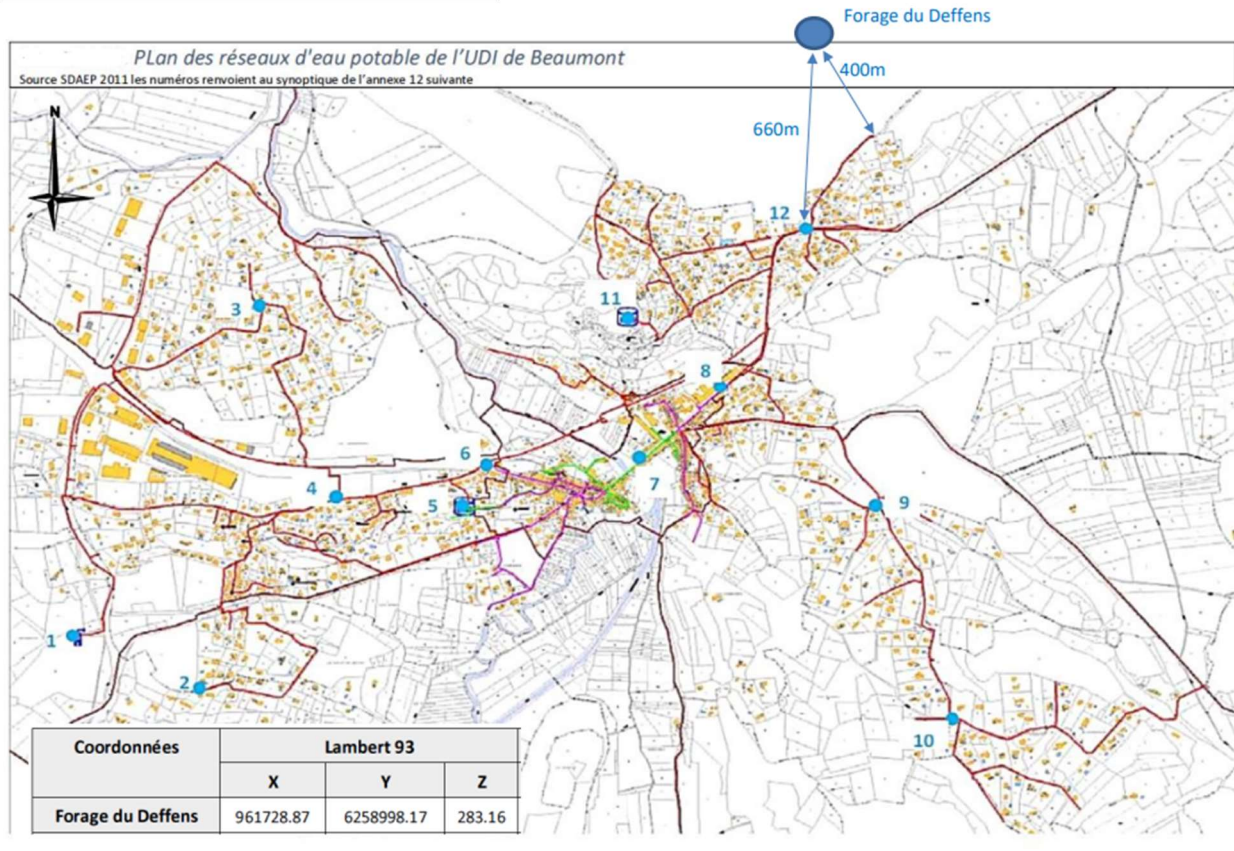 Forage du Deffens
PLan des réseaux d'eau potable de l'UDI de Beaumont
Source SDAEP 2011 les numéros renvoient au synoptique de l'annexe 12 suivante
400m
N
660m
12
3
11
8
6
4
5
7
9
1
2
10
Coordonnées Lambert 93
X Y Z
Forage du Deffens 961728.87 6258998.17 283.16